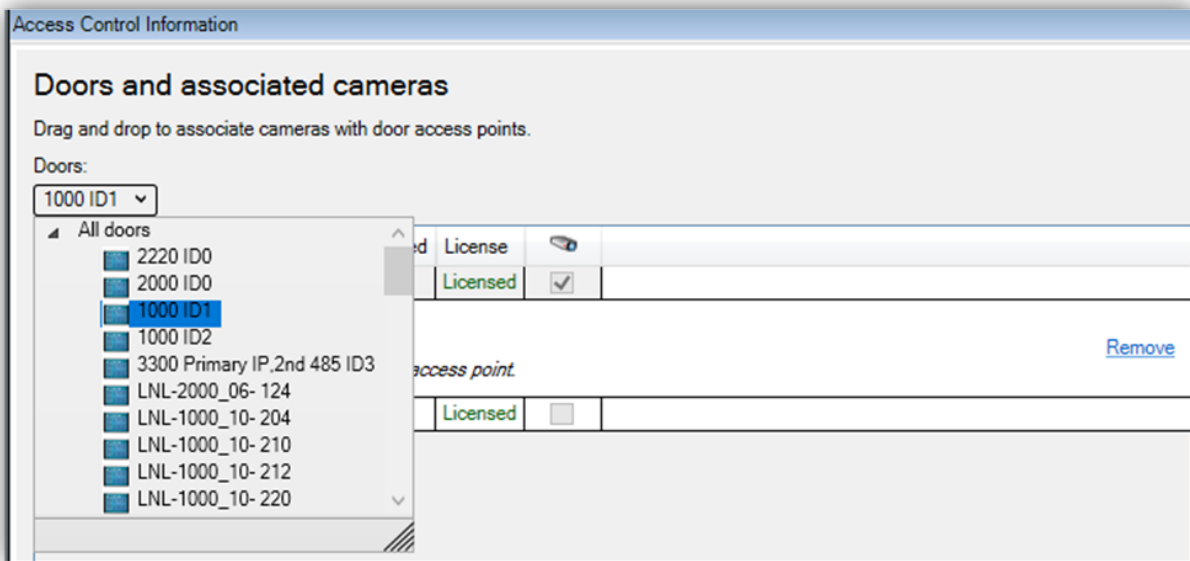 Access Control Information
Doors and associated cameras
Drag and drop to associate cameras with door access points.
Doors:
1000 ID1
All doors
2220 ID0
2000 ID0
1000 ID1
1000 ID2
3300 Primary IP,2nd 485 ID3
LNL-2000_06- 124
LNL-1000_10- 204
LNL-1000_10- 210
LNL-1000_10- 212
LNL-1000_10- 220
ed License
Licensed
Remove
access point.
Licensed